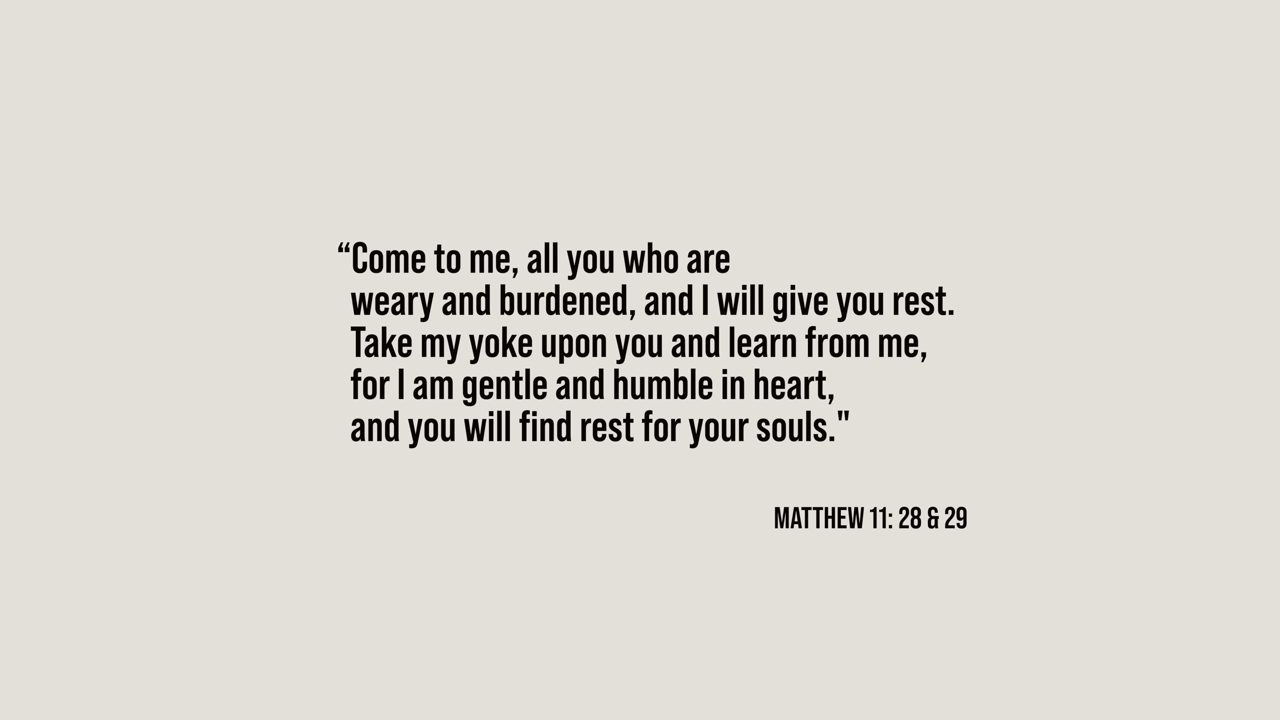 “Come to me, all you who are
weary and burdened, and I will give you rest.
Take my yoke upon you and learn from me,
for I am gentle and humble in heart,
and you will find rest for your souls."
MATTHEW 11: 28 & 29